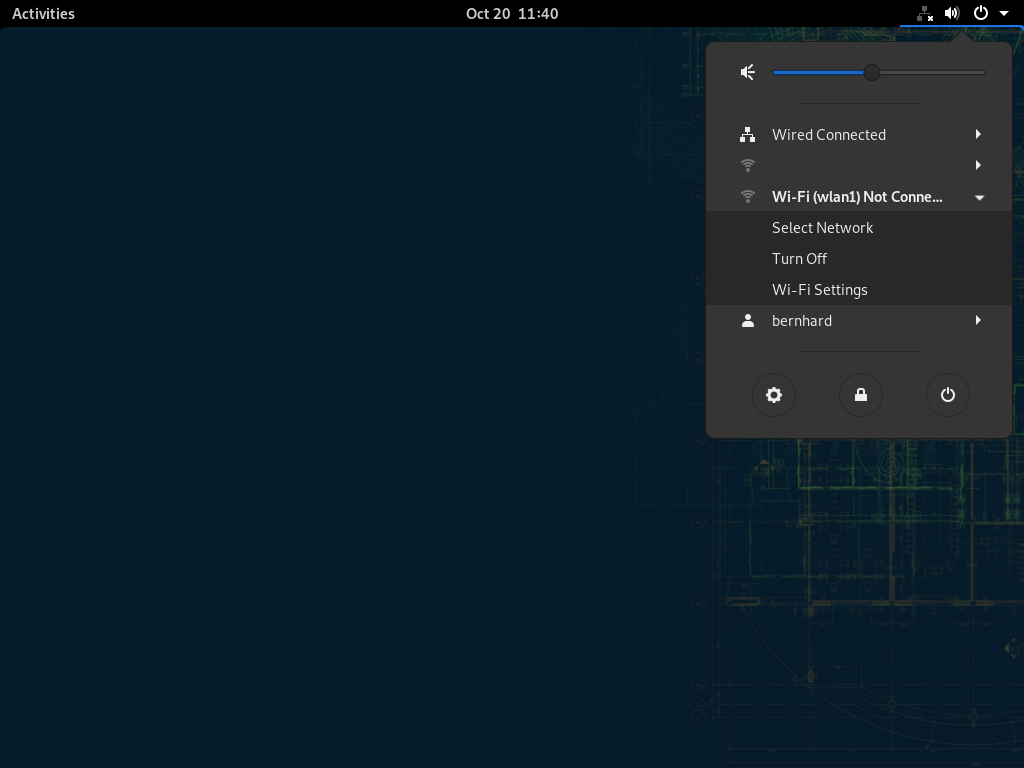 Activities
Oct 20 11:40
Wired Connected
Wi-Fi (wlan1) Not Conne...
Select Network
Turn Off
Wi-Fi Settings
bernhard